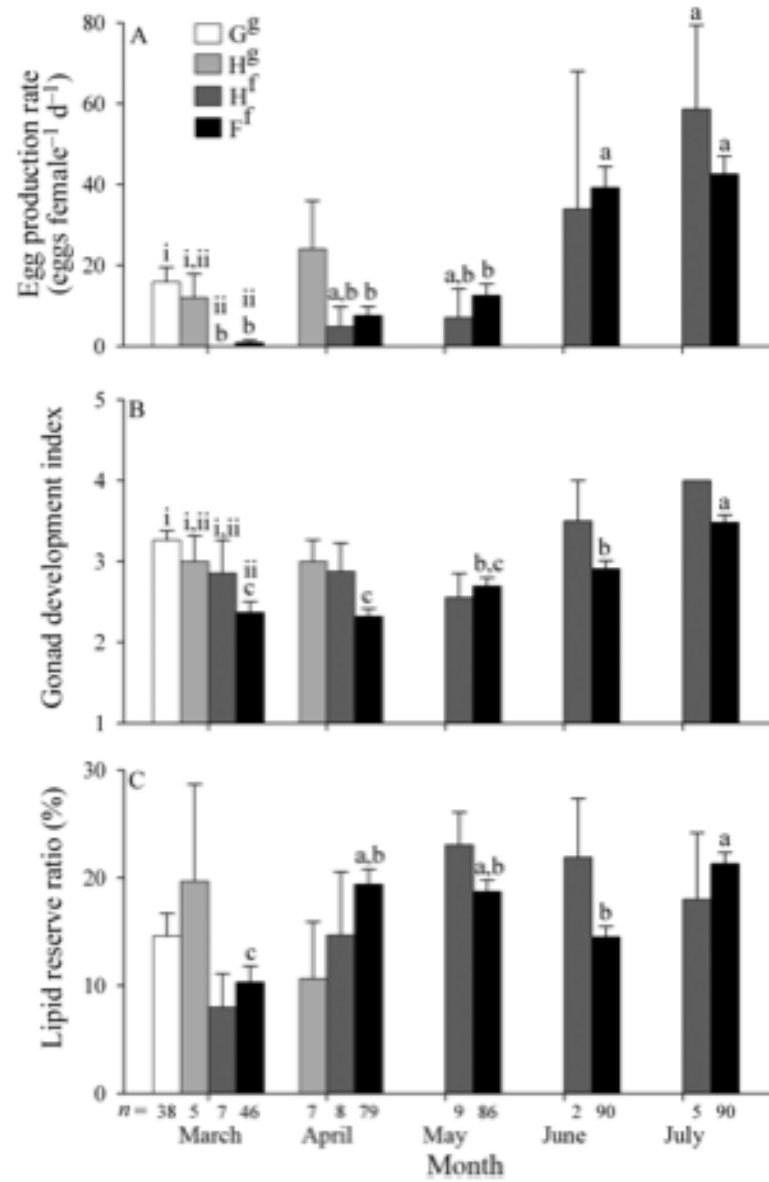 A
G^g
H^g
H^f
F^f
Egg production rate
(eggs female⁻¹ d⁻¹)
80
60
40
20
0
i
i,ii
ii
b
ii
b
a,b
b
a,b
b
a
a
a
B
Gonad development index
5
4
3
2
1
i
i,ii
i,ii
ii
c
c
b,c
b
a
C
Lipid reserve ratio (%)
30
20
10
0
c
a,b
a,b
b
a
n = 38 5 7 46 7 8 79 9 86 2 90 5 90
March April May June July
Month